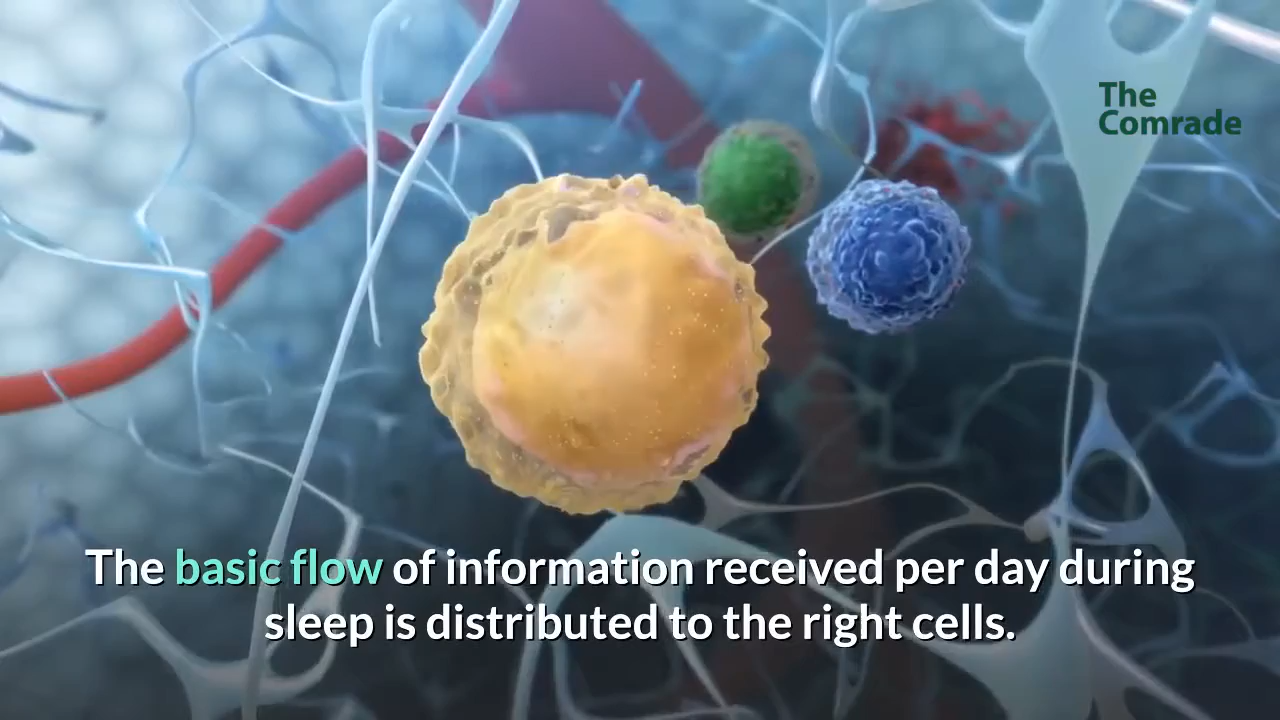 The
Comrade
The basic flow of information received per day during
sleep is distributed to the right cells.